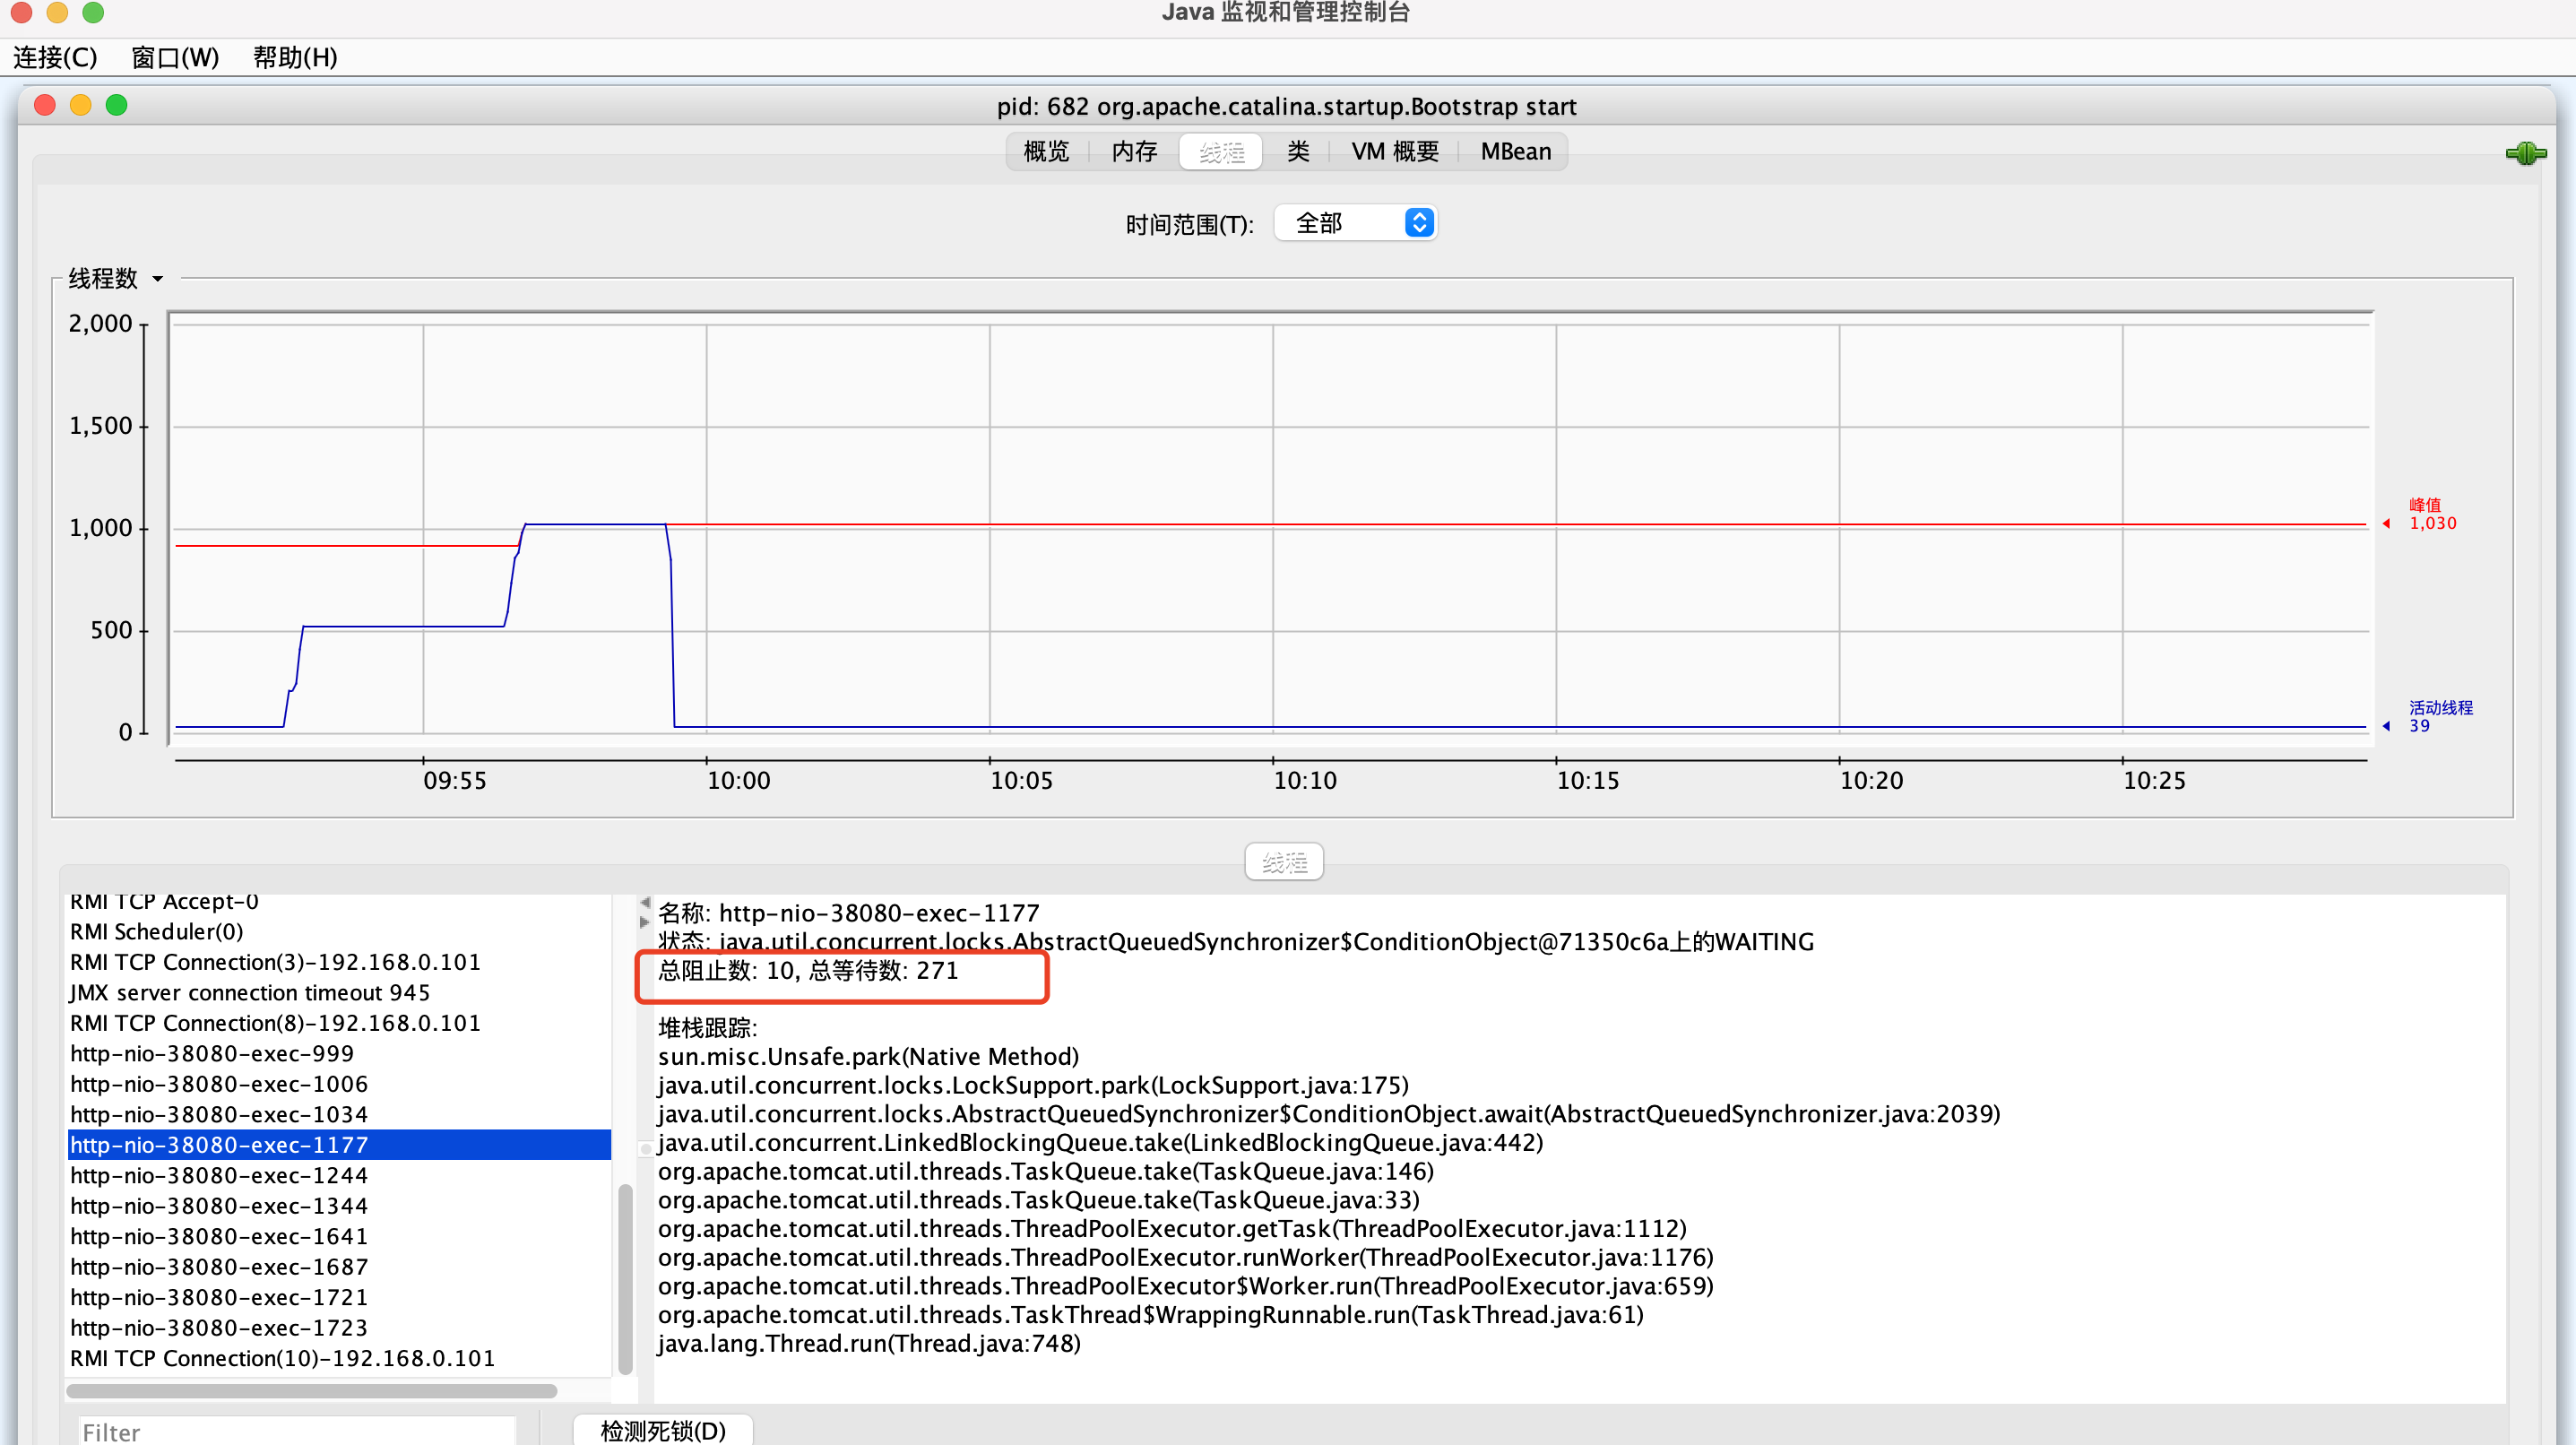 Java 监视和管理控制台
连接(C) 窗口(W) 帮助(H)
pid: 682 org.apache.catalina.startup.Bootstrap start
概览 内存 线程 类 VM 概要 MBean
时间范围(T): 全部
线程数
2,000
1,500
1,000
500
0
峰值
1,030
活动线程
39
09:55 10:00 10:05 10:10 10:15 10:20 10:25
线程
RMI TCP Accept-0
RMI Scheduler(0)
RMI TCP Connection(3)-192.168.0.101
JMX server connection timeout 945
RMI TCP Connection(8)-192.168.0.101
http-nio-38080-exec-999
http-nio-38080-exec-1006
http-nio-38080-exec-1034
http-nio-38080-exec-1177
http-nio-38080-exec-1244
http-nio-38080-exec-1344
http-nio-38080-exec-1641
http-nio-38080-exec-1687
http-nio-38080-exec-1721
http-nio-38080-exec-1723
RMI TCP Connection(10)-192.168.0.101
名称: http-nio-38080-exec-1177
状态: java.util.concurrent.locks.AbstractQueuedSynchronizer$ConditionObject@71350c6a上的WAITING
总阻止数: 10, 总等待数: 271
堆栈跟踪:
sun.misc.Unsafe.park(Native Method)
java.util.concurrent.locks.LockSupport.park(LockSupport.java:175)
java.util.concurrent.locks.AbstractQueuedSynchronizer$ConditionObject.await(AbstractQueuedSynchronizer.java:2039)
java.util.concurrent.LinkedBlockingQueue.take(LinkedBlockingQueue.java:442)
org.apache.tomcat.util.threads.TaskQueue.take(TaskQueue.java:146)
org.apache.tomcat.util.threads.TaskQueue.take(TaskQueue.java:33)
org.apache.tomcat.util.threads.ThreadPoolExecutor.getTask(ThreadPoolExecutor.java:1112)
org.apache.tomcat.util.threads.ThreadPoolExecutor.runWorker(ThreadPoolExecutor.java:1176)
org.apache.tomcat.util.threads.ThreadPoolExecutor$Worker.run(ThreadPoolExecutor.java:659)
org.apache.tomcat.util.threads.TaskThread$WrappingRunnable.run(TaskThread.java:61)
java.lang.Thread.run(Thread.java:748)
Filter
检测死锁(D)